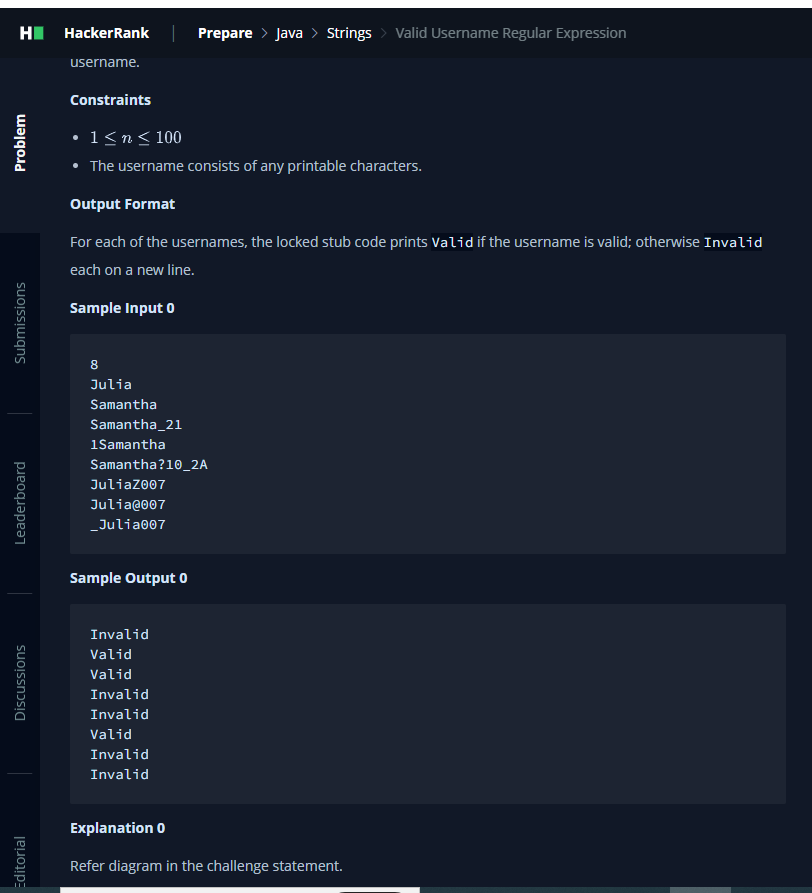 HackerRank | Prepare > Java > Strings > Valid Username Regular Expression
username.
Constraints
• 1 ≤ n ≤ 100
• The username consists of any printable characters.
Output Format
For each of the usernames, the locked stub code prints Valid if the username is valid; otherwise Invalid
each on a new line.
Sample Input 0
8
Julia
Samantha
Samantha_21
1Samantha
Samantha?10_2A
JuliaZ007
Julia@007
_Julia007
Sample Output 0
Invalid
Valid
Valid
Invalid
Invalid
Valid
Invalid
Invalid
Explanation 0
Refer diagram in the challenge statement.
Problem
Submissions
Leaderboard
Discussions
Editorial